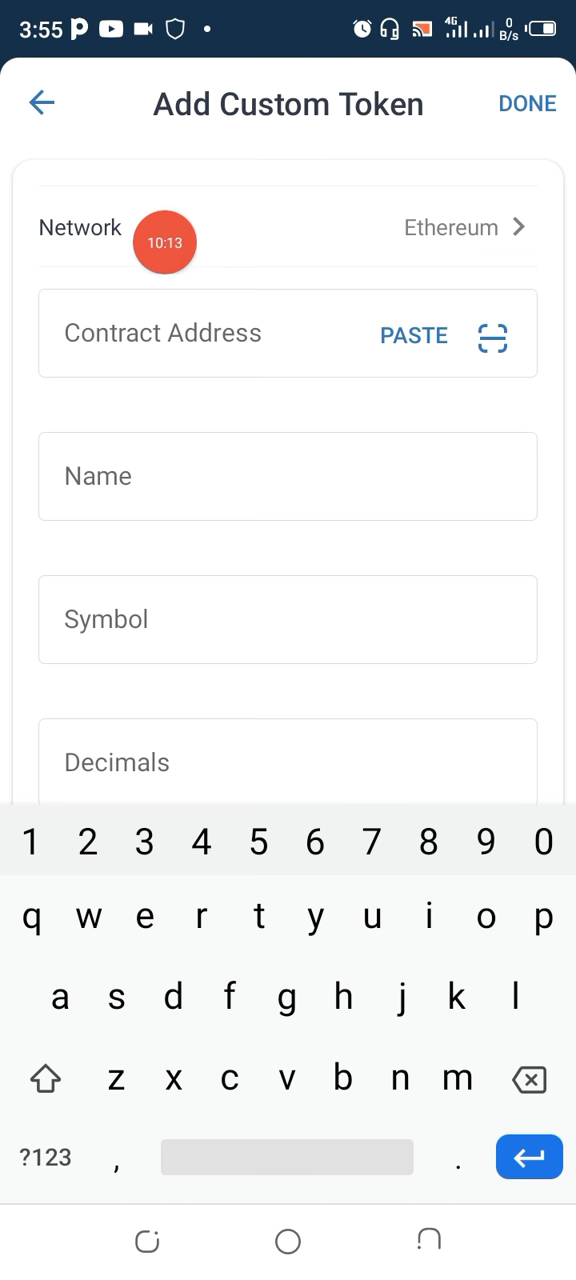 3:55 4G 0 B/s
Add Custom Token DONE
Network 10:13 Ethereum
Contract Address PASTE
Name
Symbol
Decimals
1 2 3 4 5 6 7 8 9 0
q w e r t y u i o p
a s d f g h j k l
z x c v b n m
?123 , .